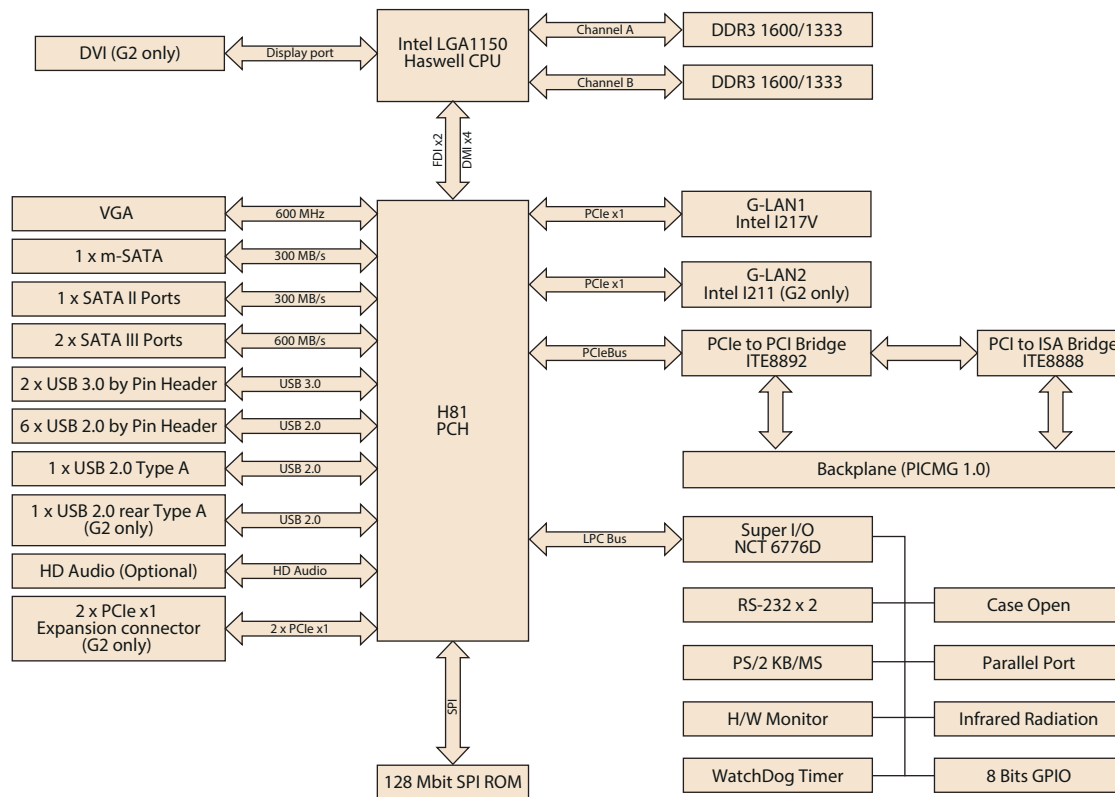 DVI (G2 only)
Display port
Intel LGA1150
Haswell CPU
Channel A
DDR3 1600/1333
Channel B
DDR3 1600/1333
FDI x2
DMI x4
VGA
600 MHz
1 x m-SATA
300 MB/s
1 x SATA II Ports
300 MB/s
2 x SATA III Ports
600 MB/s
2 x USB 3.0 by Pin Header
USB 3.0
6 x USB 2.0 by Pin Header
USB 2.0
1 x USB 2.0 Type A
USB 2.0
1 x USB 2.0 rear Type A
(G2 only)
USB 2.0
HD Audio (Optional)
HD Audio
2 x PCIe x1
Expansion connector
(G2 only)
2 x PCIe x1
H81
PCH
PCIe x1
G-LAN1
Intel I217V
PCIe x1
G-LAN2
Intel I211 (G2 only)
PCIeBus
PCIe to PCI Bridge
ITE8892
PCI to ISA Bridge
ITE8888
Backplane (PICMG 1.0)
LPC Bus
Super I/O
NCT 6776D
RS-232 x 2
Case Open
PS/2 KB/MS
Parallel Port
H/W Monitor
Infrared Radiation
WatchDog Timer
8 Bits GPIO
SPI
128 Mbit SPI ROM